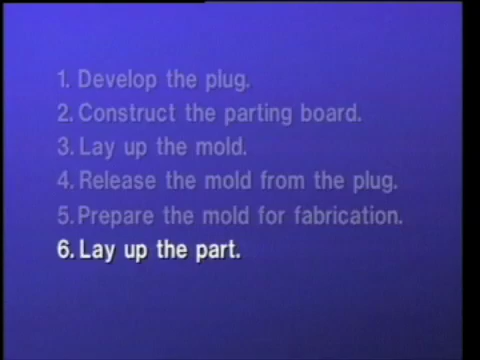 1. Develop the plug.
2. Construct the parting board.
3. Lay up the mold.
4. Release the mold from the plug.
5. Prepare the mold for fabrication.
6. Lay up the part.